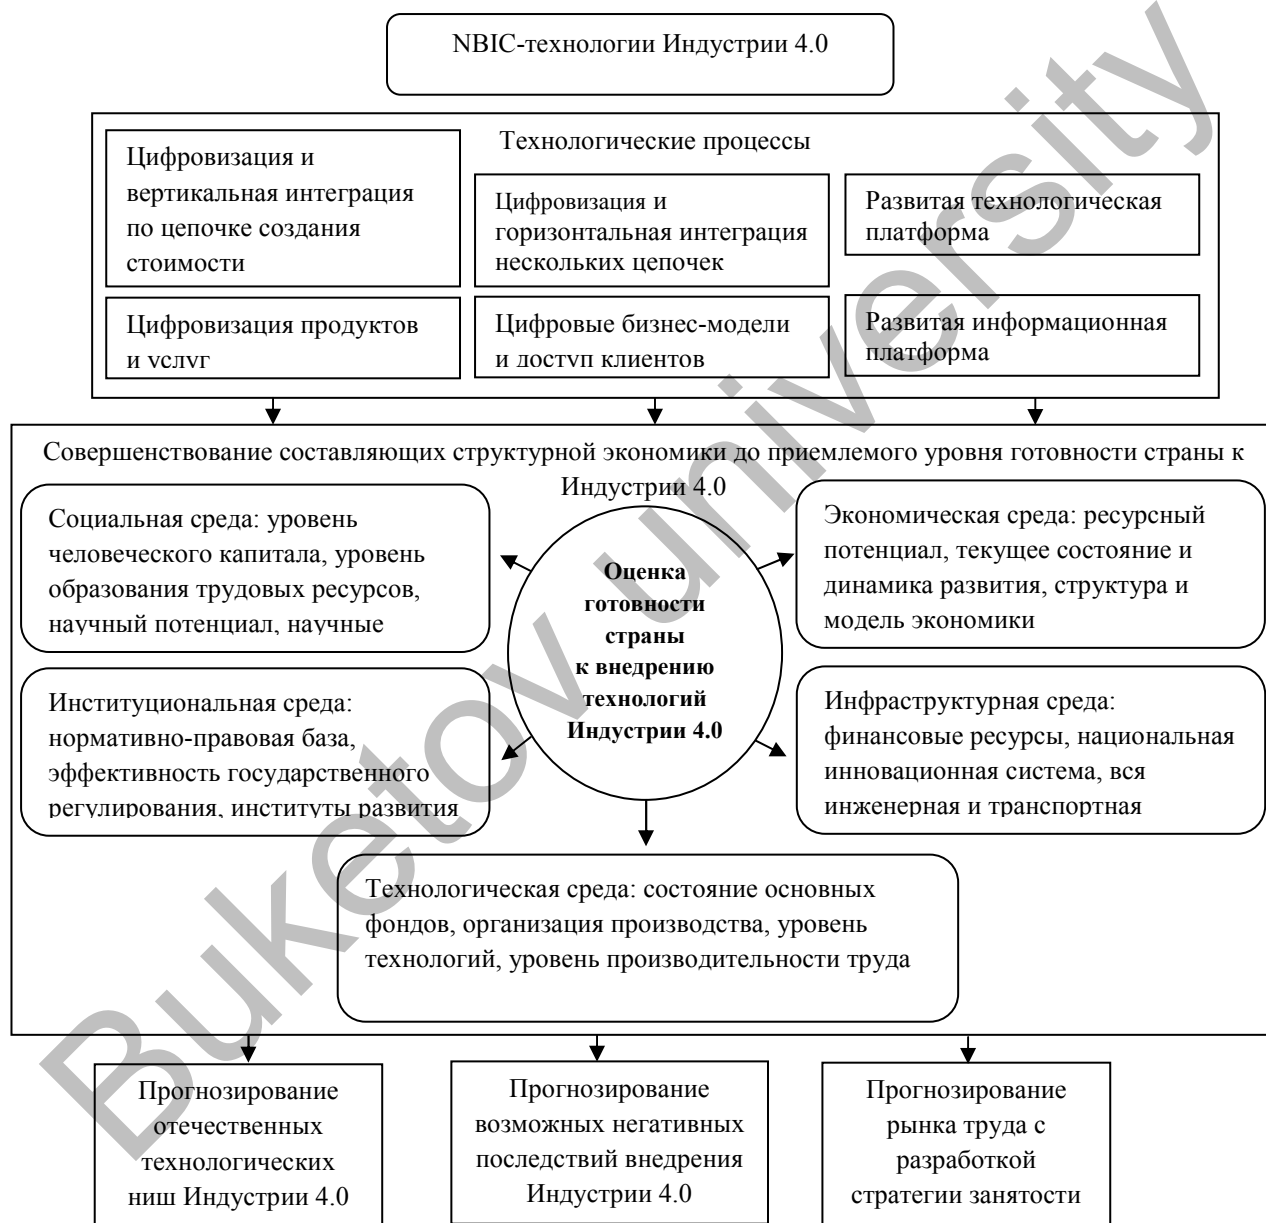 NBIC-технологии Индустрии 4.0
Технологические процессы
Цифровизация и
вертикальная интеграция
по цепочке создания
стоимости
Цифровизация и
горизонтальная интеграция
нескольких цепочек
Развитая технологическая
платформа
Цифровизация продуктов
и услуг
Цифровые бизнес-модели
и доступ клиентов
Развитая информационная
платформа
Совершенствование составляющих структурной экономики до приемлемого уровня готовности страны к
Индустрии 4.0
Социальная среда: уровень
человеческого капитала, уровень
образования трудовых ресурсов,
научный потенциал, научные
Экономическая среда: ресурсный
потенциал, текущее состояние и
динамика развития, структура и
модель экономики
Оценка
готовности
страны
к внедрению
технологий
Индустрии 4.0
Институциональная среда:
нормативно-правовая база,
эффективность государственного
регулирования, институты развития
Инфраструктурная среда:
финансовые ресурсы, национальная
инновационная система, вся
инженерная и транспортная
Технологическая среда: состояние основных
фондов, организация производства, уровень
технологий, уровень производительности труда
Прогнозирование
отечественных
технологических
ниш Индустрии 4.0
Прогнозирование
возможных негативных
последствий внедрения
Индустрии 4.0
Прогнозирование
рынка труда с
разработкой
стратегии занятости
Buketov university